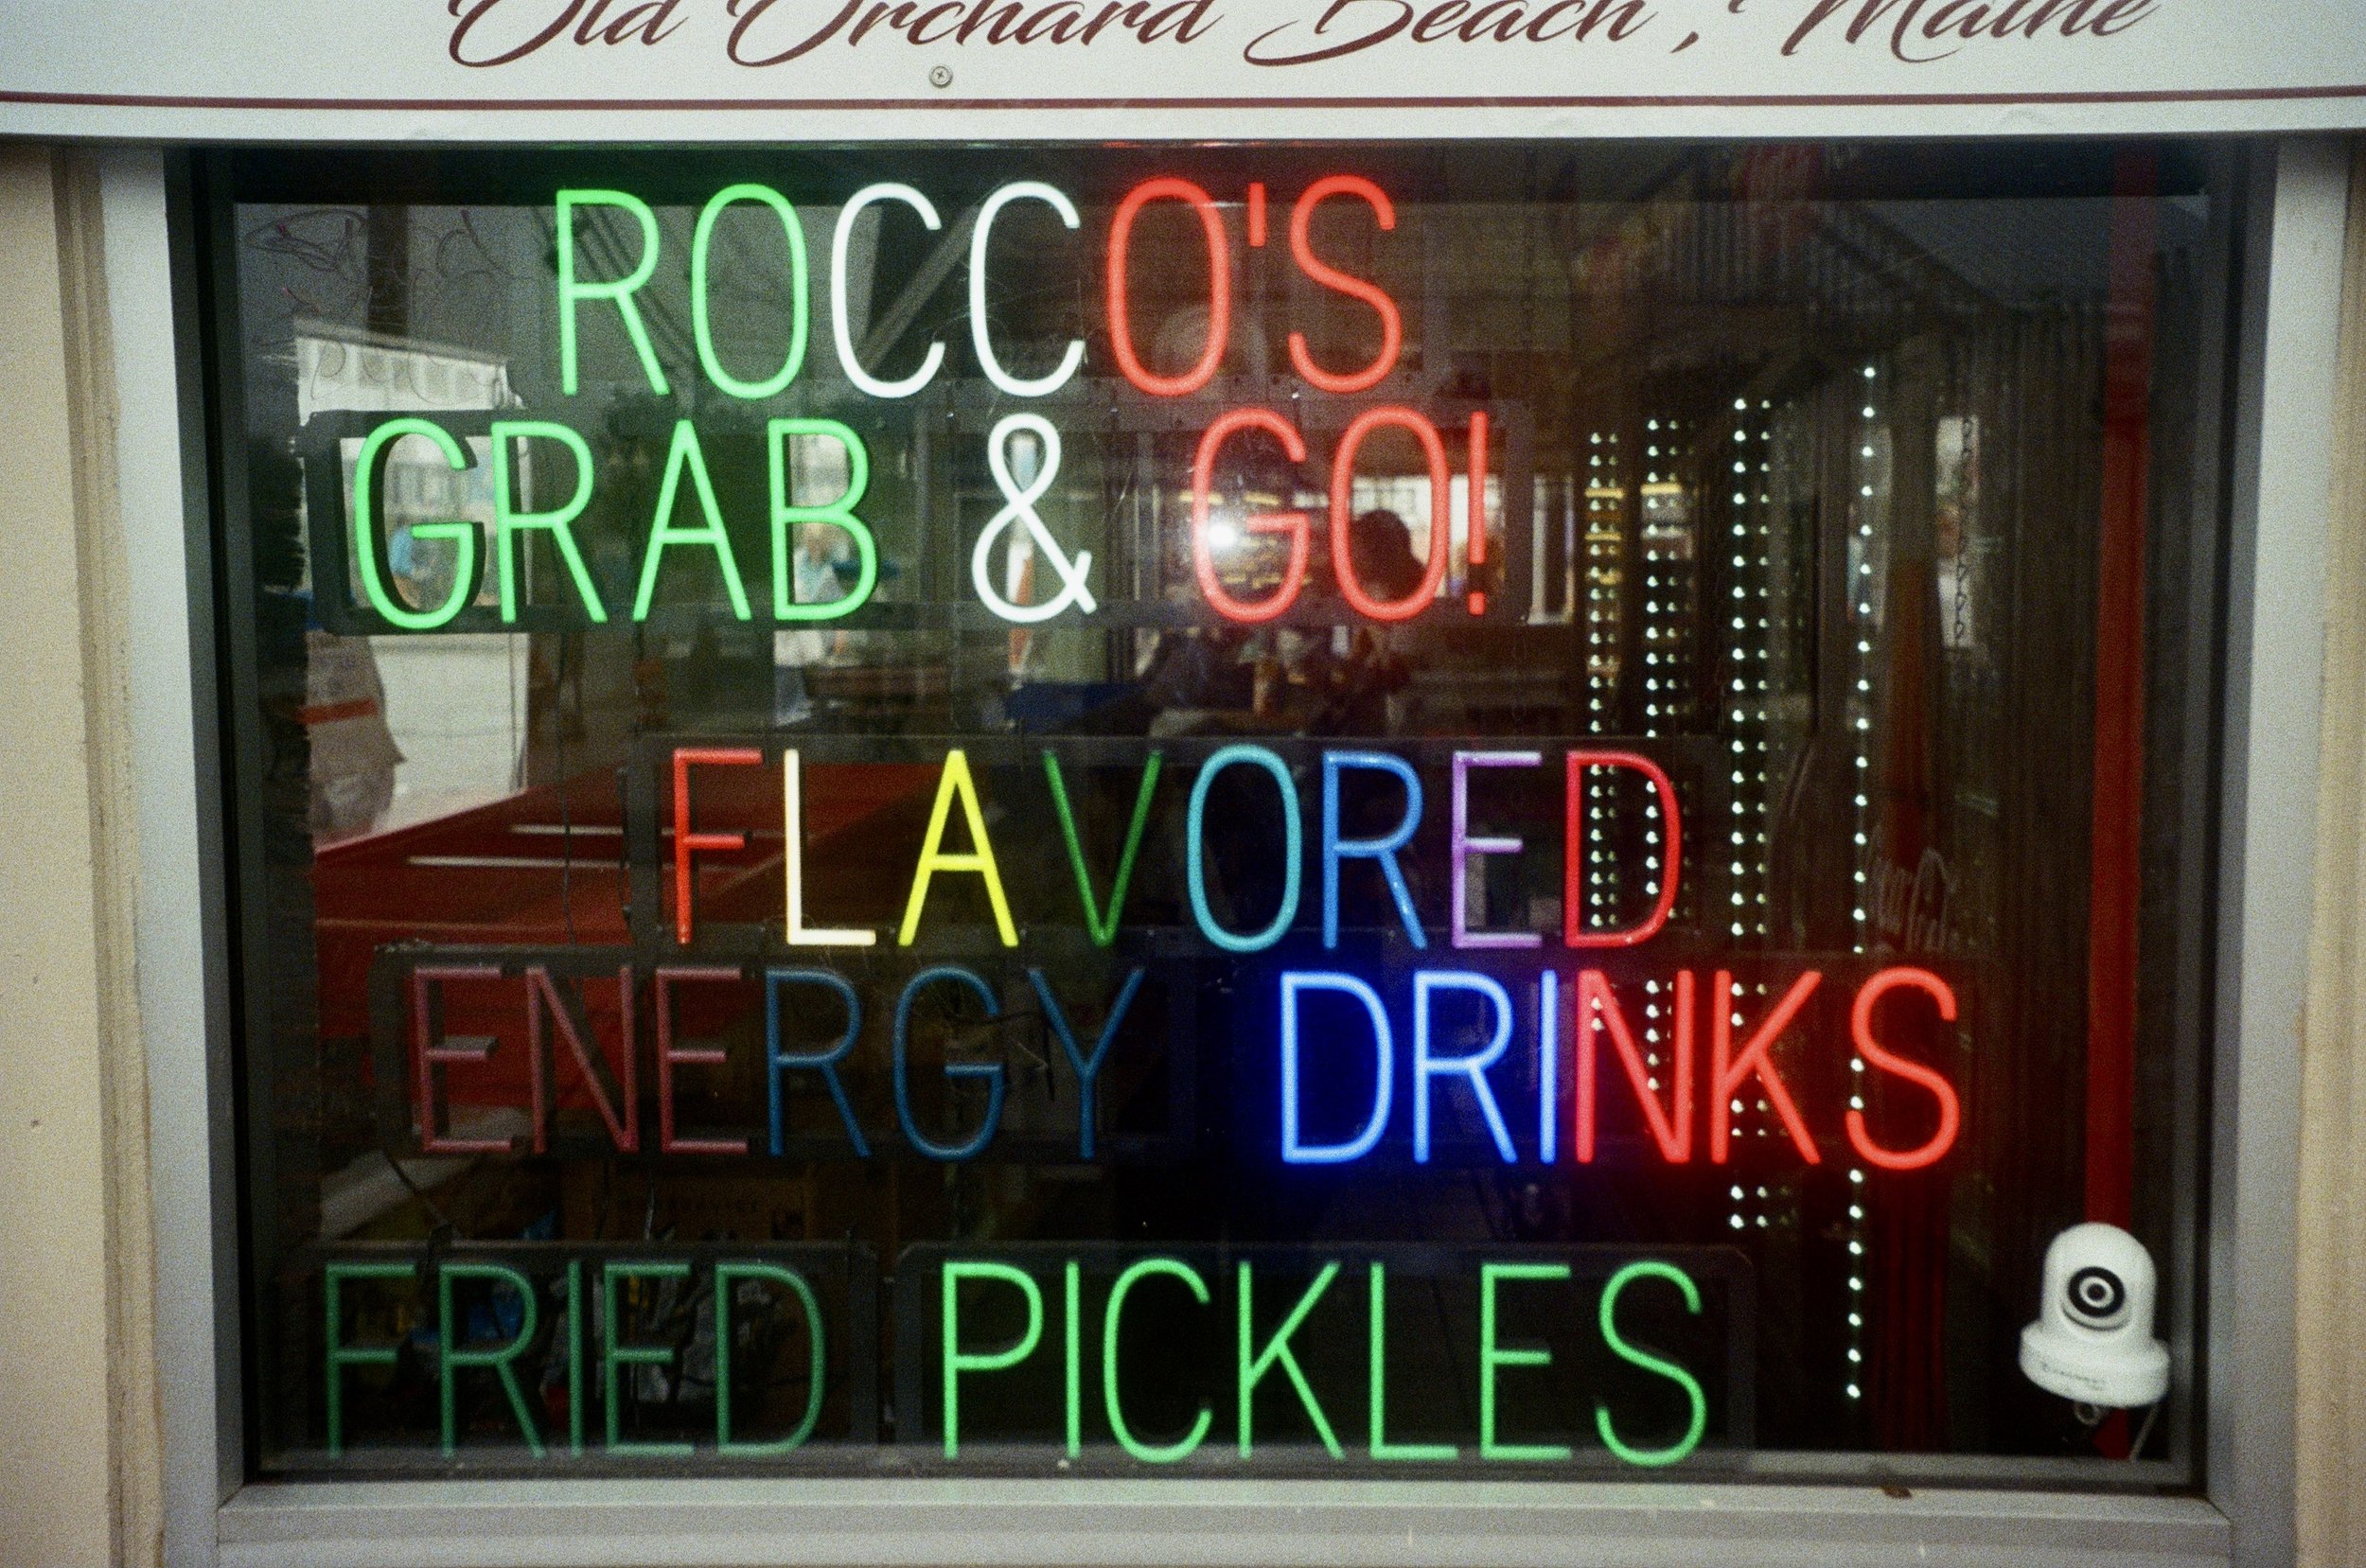 Old Orchard Beach, Maine
ROCCO'S
GRAB & GO!
FLAVORED
ENERGY DRINKS
FRIED PICKLES